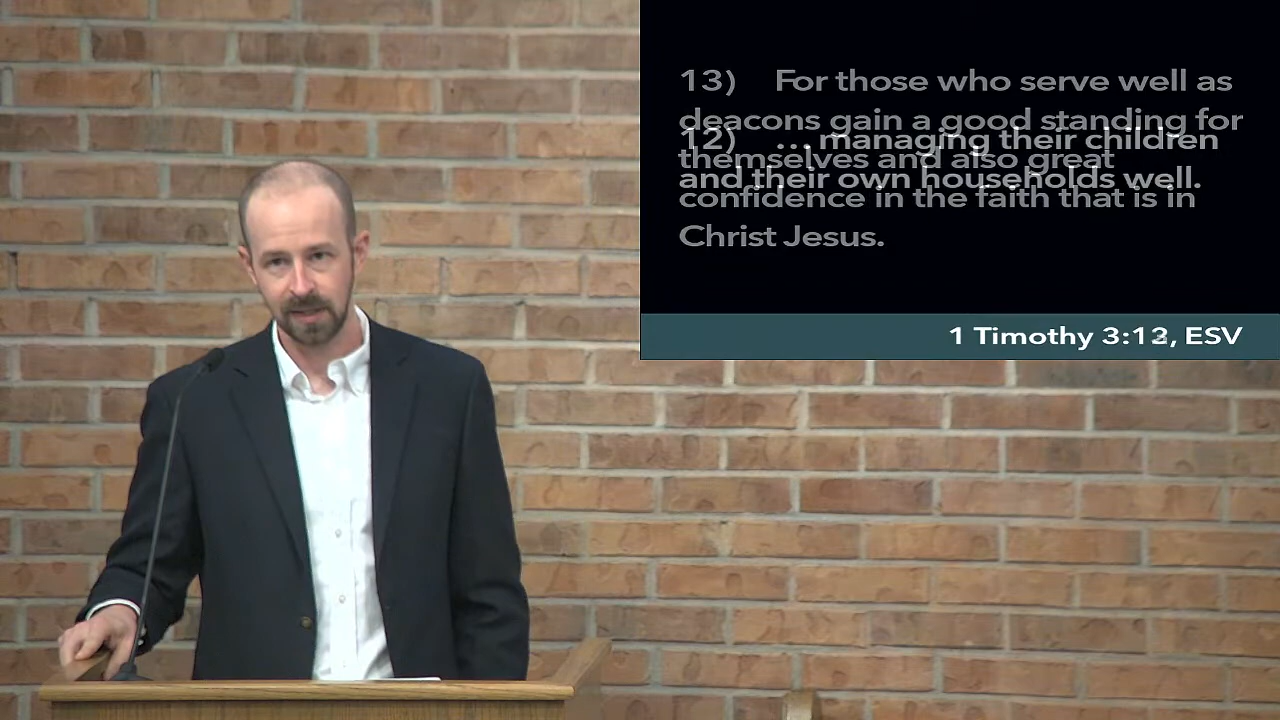 13) For those who serve well as
deacons gain a good standing for
12) ... managing their children
themselves and also great
and their own households well.
confidence in the faith that is in
Christ Jesus.
1 Timothy 3:12, ESV